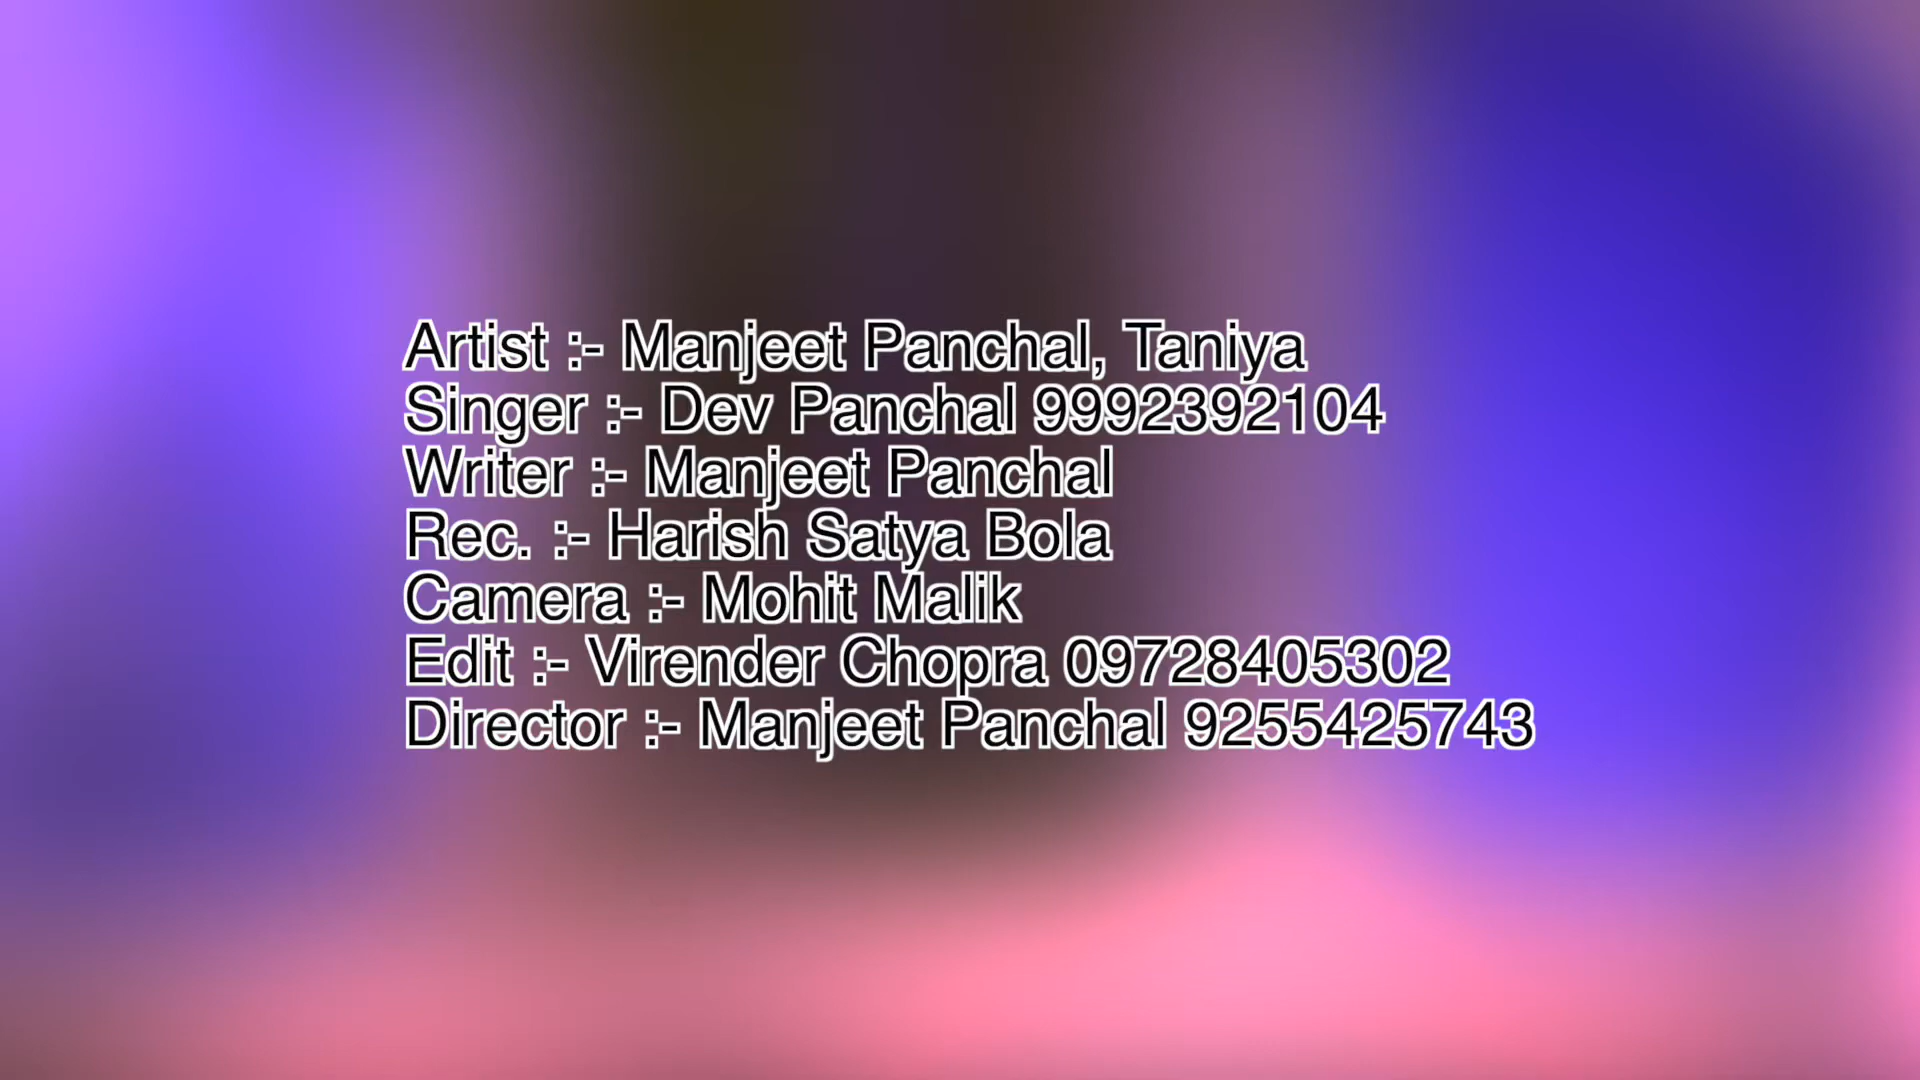 Artist :- Manjeet Panchal, Taniya
Singer :- Dev Panchal 9992392104
Writer :- Manjeet Panchal
Rec. :- Harish Satya Bola
Camera :- Mohit Malik
Edit :- Virender Chopra 09728405302
Director :- Manjeet Panchal 9255425743